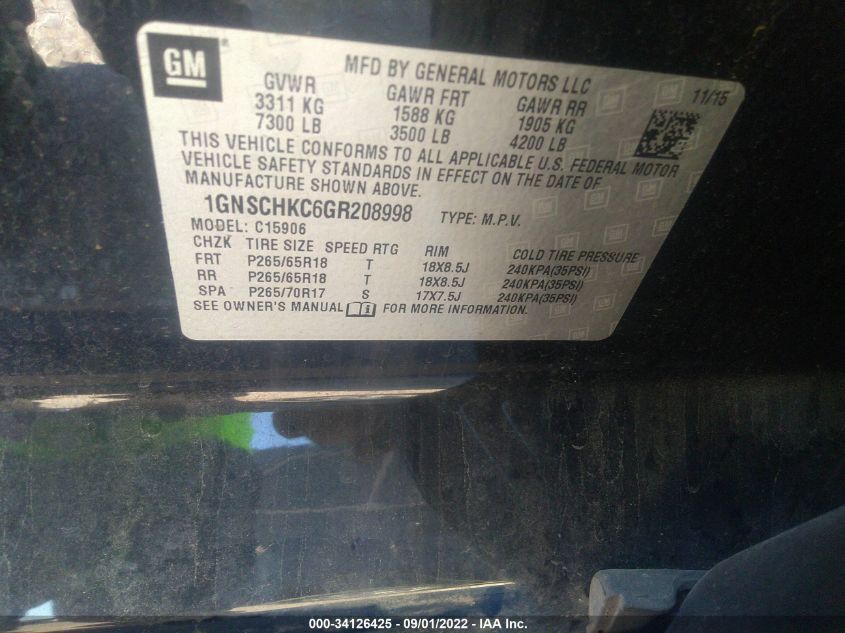 GM
MFD BY GENERAL MOTORS LLC
11/15
GVWR GAWR FRT GAWR RR
3311 KG 1588 KG 1905 KG
7300 LB 3500 LB 4200 LB
THIS VEHICLE CONFORMS TO ALL APPLICABLE U.S. FEDERAL MOTOR
VEHICLE SAFETY STANDARDS IN EFFECT ON THE DATE OF
MANUFACTURE SHOWN ABOVE.
1GNSCHKC6GR208998 TYPE: M.P.V.
MODEL: C15906
CHZK TIRE SIZE SPEED RTG RIM COLD TIRE PRESSURE
FRT P265/65R18 T 18X8.5J 240KPA(35PSI)
RR P265/65R18 T 18X8.5J 240KPA(35PSI)
SPA P265/70R17 S 17X7.5J 240KPA(35PSI)
SEE OWNER'S MANUAL FOR MORE INFORMATION.
000-34126425 - 09/01/2022 - IAA Inc.